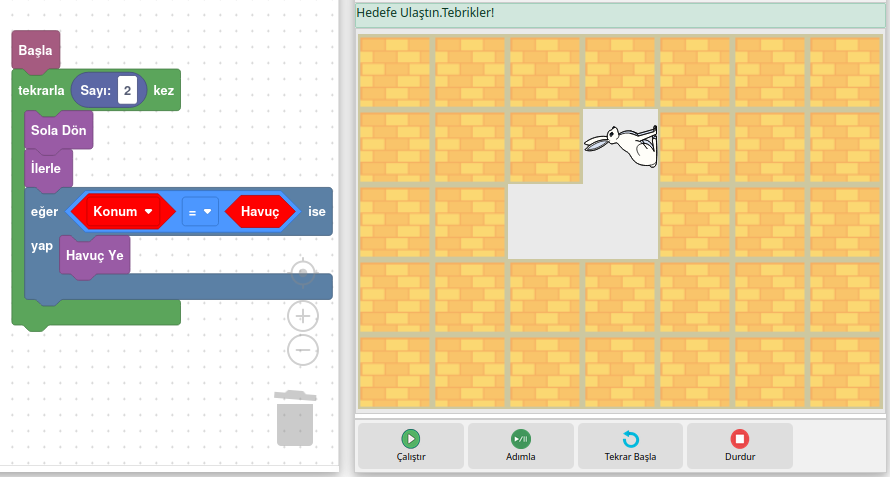 Başla
tekrarla Sayı: 2 kez
Sola Dön
İlerle
eğer Konum = Havuç ise
yap
Havuç Ye
Hedefe Ulaştın.Tebrikler!
Çalıştır
Adımla
Tekrar Başla
Durdur